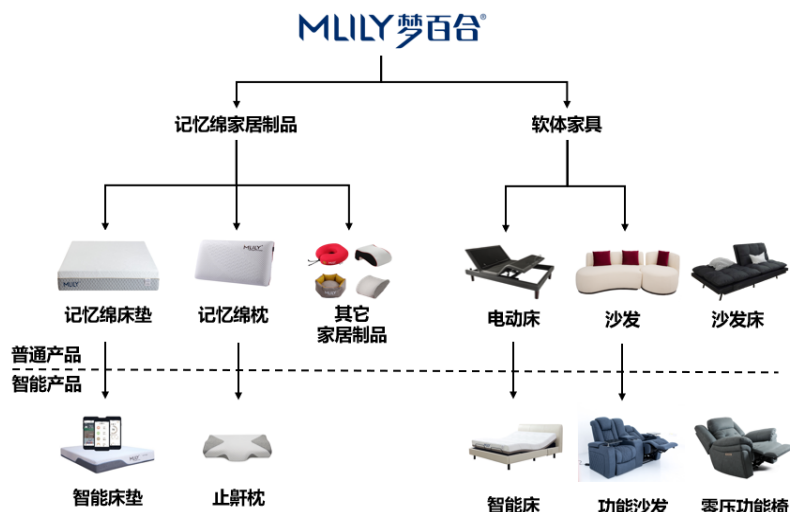 MLILY梦百合®
记忆绵家居制品
软体家具
MLILY
MLILY
记忆绵床垫
记忆绵枕
其它
家居制品
电动床
沙发
沙发床
普通产品
智能产品
智能床垫
止鼾枕
智能床
功能沙发
零压功能椅